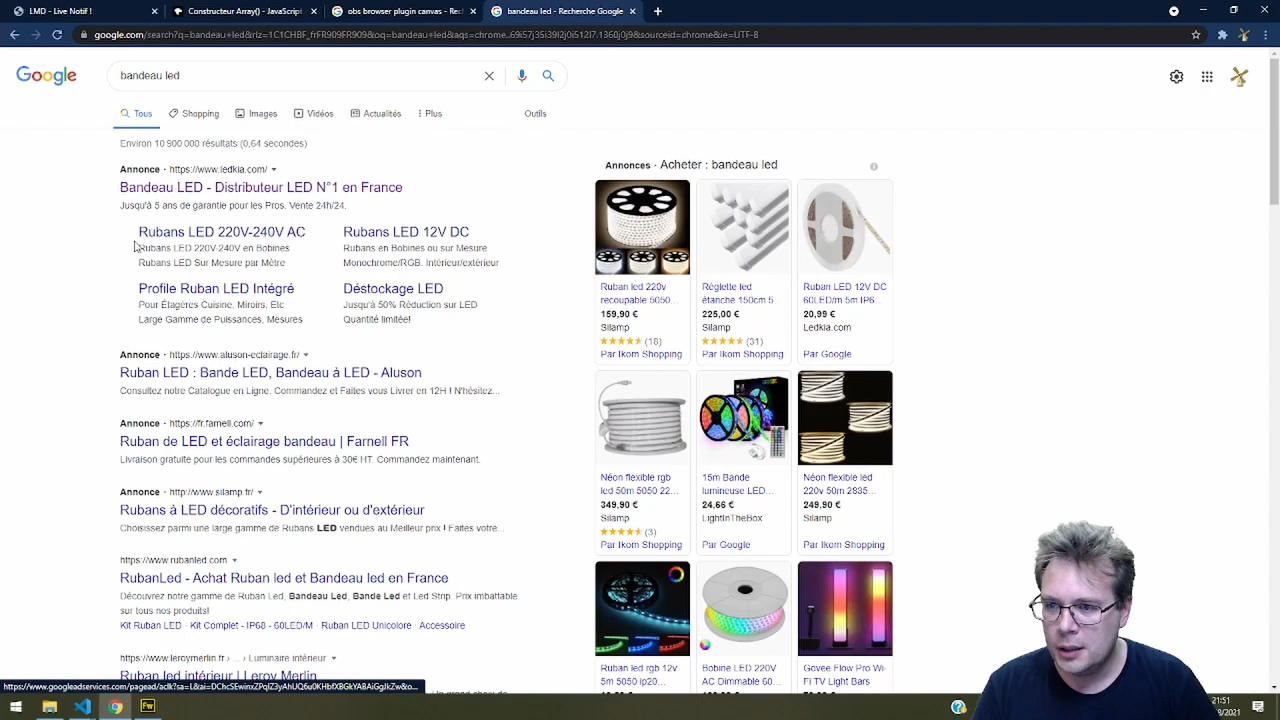 LMD - Live Notif !
Constructeur Array() - JavaScript
obs browser plugin canvas - Rec
bandeau led - Recherche Google
google.com/search?q=bandeau+led&rlz=1C1CHBF_frFR909FR909&oq=bandeau+led&aqs=chrome..69i57j35i39l2j0i512l7.1360j0j9&sourceid=chrome&ie=UTF-8
Google
bandeau led
Tous
Shopping
Images
Vidéos
Actualités
Plus
Outils
Environ 10 900 000 résultats (0,64 secondes)
Annonce · https://www.ledkia.com/
Bandeau LED - Distributeur LED N°1 en France
Jusqu'à 5 ans de garantie pour les Pros. Vente 24h/24.
Rubans LED 220V-240V AC
Rubans LED 220V-240V en Bobines
Rubans LED Sur Mesure par Mètre
Rubans LED 12V DC
Rubans en Bobines ou sur Mesure
Monochrome/RGB. Intérieur/extérieur
Profile Ruban LED Intégré
Pour Étagères Cuisine, Miroirs, Etc
Large Gamme de Puissances, Mesures
Déstockage LED
Jusqu'à 50% Réduction sur LED
Quantité limitée!
Annonce · https://www.aluson-eclairage.fr/
Ruban LED : Bande LED, Bandeau à LED - Aluson
Consultez notre Catalogue en Ligne. Commandez et Faites vous Livrer en 12H ! N'hésitez...
Annonce · https://fr.farnell.com/
Ruban de LED et éclairage bandeau | Farnell FR
Livraison gratuite pour les commandes supérieures à 30€ HT. Commandez maintenant.
Annonce · http://www.silamp.fr/
Rubans à LED décoratifs - D'intérieur ou d'extérieur
Choisissez parmi une large gamme de Rubans LED vendues au Meilleur prix ! Faites votre...
https://www.rubanled.com
RubanLed - Achat Ruban led et Bandeau led en France
Découvrez notre gamme de Ruban Led, Bandeau Led, Bande Led et Led Strip. Prix imbattable
sur tous nos produits!
Kit Ruban LED · Kit Complet - IP68 - 60LED/M · Ruban LED Unicolore · Accessoire
https://www.leroymerlin.fr › ... › Luminaire intérieur
Ruban led intérieur | Leroy Merlin
Annonces · Acheter : bandeau led
Ruban led 220v
recoupable 5050...
159,90 €
Silamp
(18)
Par Ikom Shopping
Réglette led
étanche 150cm 5...
225,00 €
Silamp
(31)
Par Ikom Shopping
Ruban LED 12V DC
60LED/m 5m IP6...
20,99 €
Ledkia.com
Par Google
Néon flexible rgb
led 50m 5050 22...
349,90 €
Silamp
(3)
Par Ikom Shopping
15m Bande
lumineuse LED...
24,66 €
LightInTheBox
Par Google
Néon flexible led
220v 50m 2835...
249,90 €
Silamp
Par Ikom Shopping
Ruban led rgb 12v
5m 5050 ip20...
Bobine LED 220V
AC Dimmable 60...
Govee Flow Pro Wi-
Fi TV Light Bars
Fw
21:51